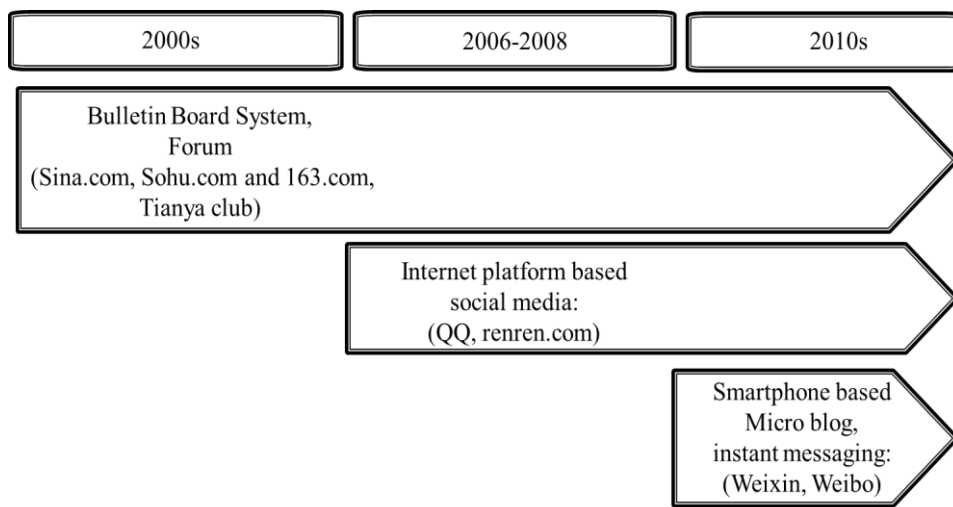 2000s
2006-2008
2010s
Bulletin Board System,
Forum
(Sina.com, Sohu.com and 163.com,
Tianya club)
Internet platform based
social media:
(QQ, renren.com)
Smartphone based
Micro blog,
instant messaging:
(Weixin, Weibo)